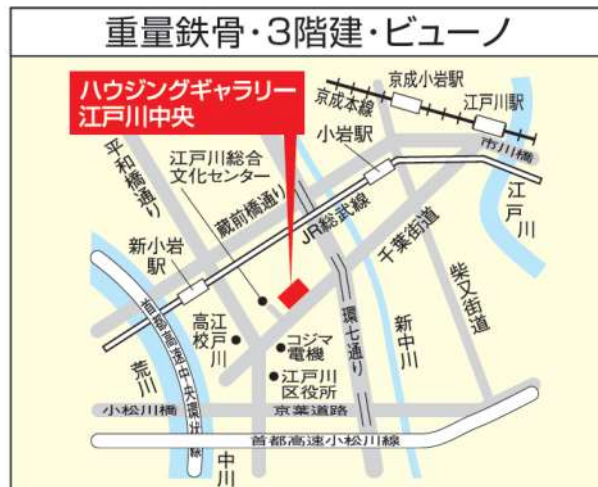 重量鉄骨・3階建・ビューノ
ハウジングギャラリー
江戸川中央
京成小岩駅
京成本線
江戸川駅
小岩駅
市川橋
平和橋通り
江戸川総合
文化センター
蔵前橋通り
JR総武線
千葉街道
江戸川
新小岩
駅
柴又街道
首都高速中央環状線
江戸川
高校
コジマ
電機
環七通り
新中川
荒川
江戸川
区役所
小松川橋
京葉道路
首都高速小松川線
中川